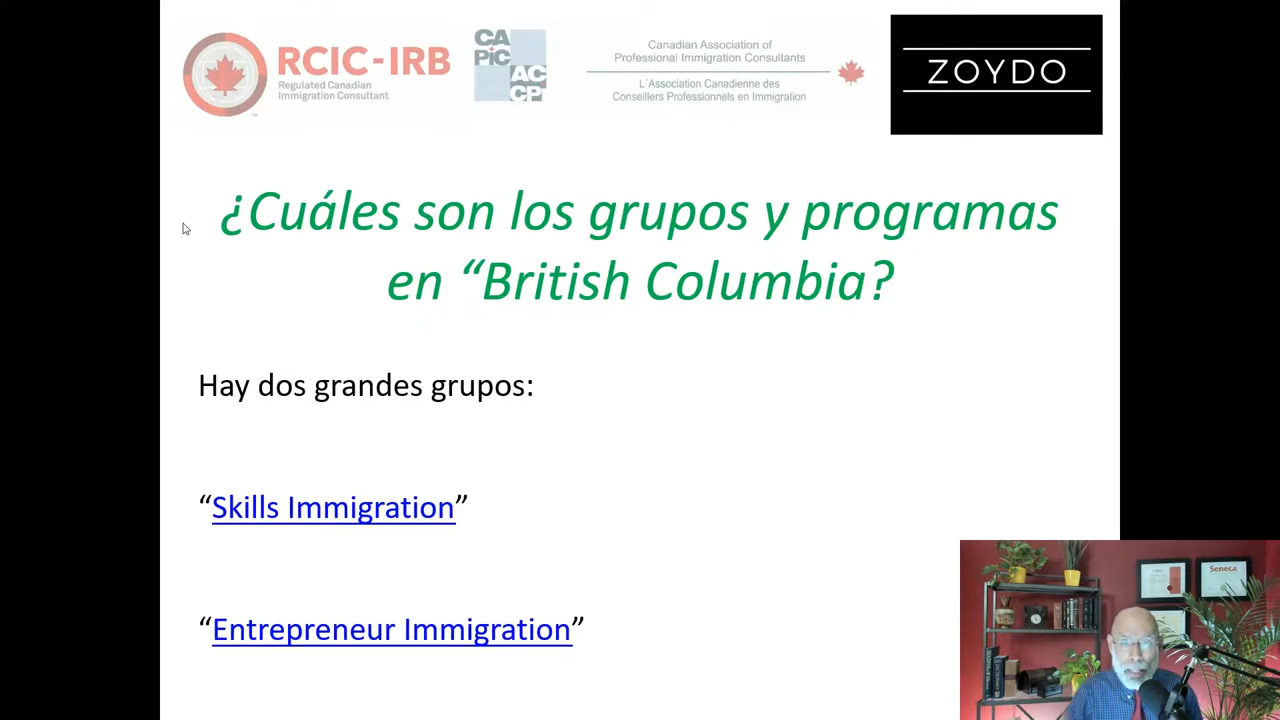 RCIC-IRB
Regulated Canadian
Immigration Consultant
CA
PiC
AC
CP
Canadian Association of
Professional Immigration Consultants
L´Association Canadienne des
Conseillers Professionnels en Immigration
ZOYDO
¿Cuáles son los grupos y programas
en “British Columbia?
Hay dos grandes grupos:
“Skills Immigration”
“Entrepreneur Immigration”
Seneca